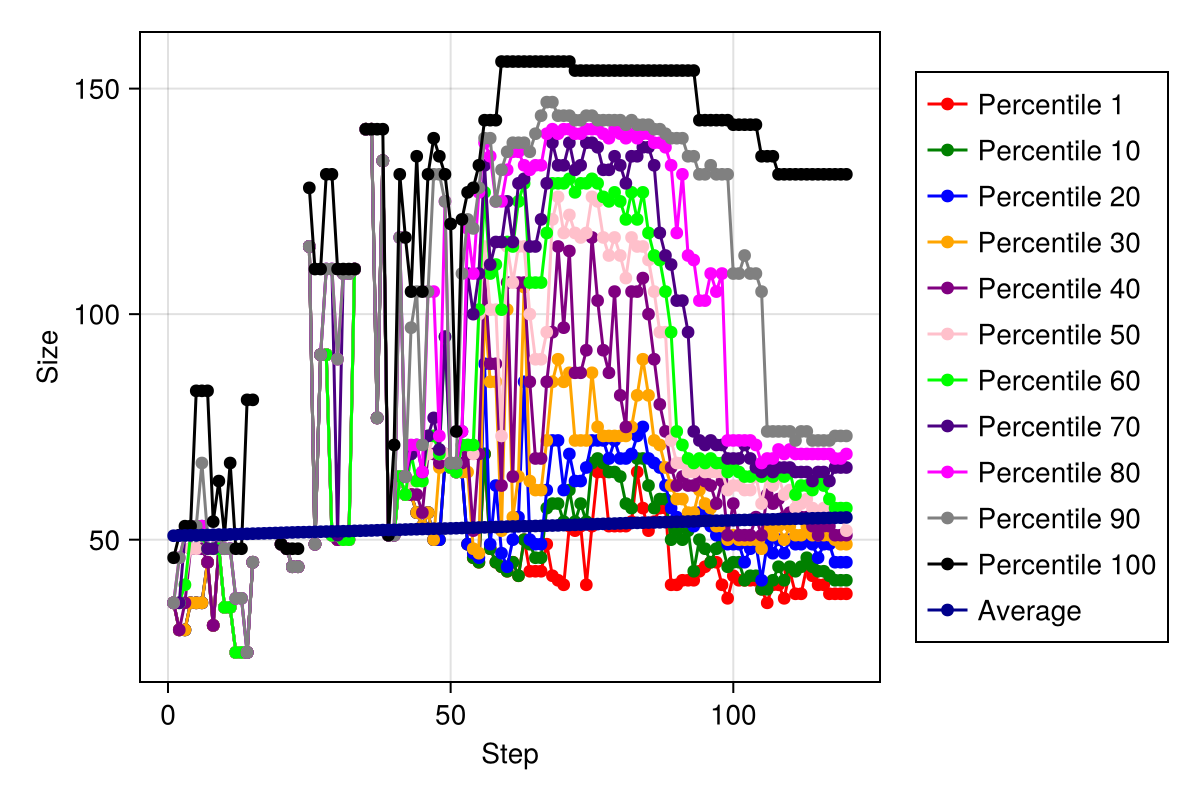 150
100
50
Size
0
50
100
Step
Percentile 1
Percentile 10
Percentile 20
Percentile 30
Percentile 40
Percentile 50
Percentile 60
Percentile 70
Percentile 80
Percentile 90
Percentile 100
Average